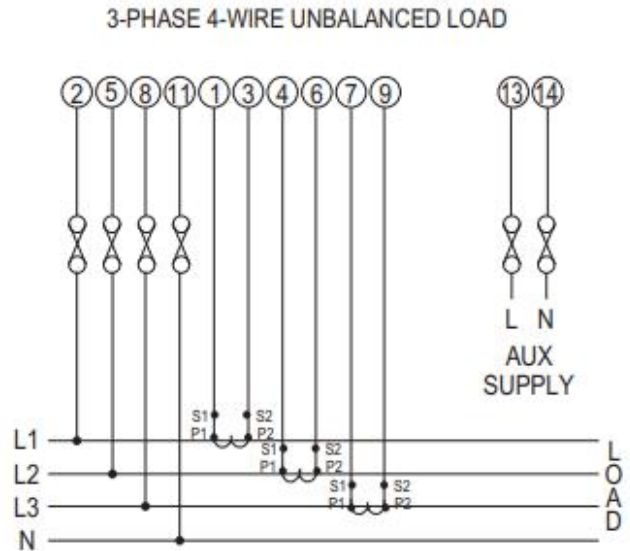 3-PHASE 4-WIRE UNBALANCED LOAD
2 5 8 11 1 3 4 6 7 9 13 14
L N
AUX
SUPPLY
S1 S2
L1 P1 P2
S1 S2
L2 P1 P2
S1 S2
L3 P1 P2
N
LOAD